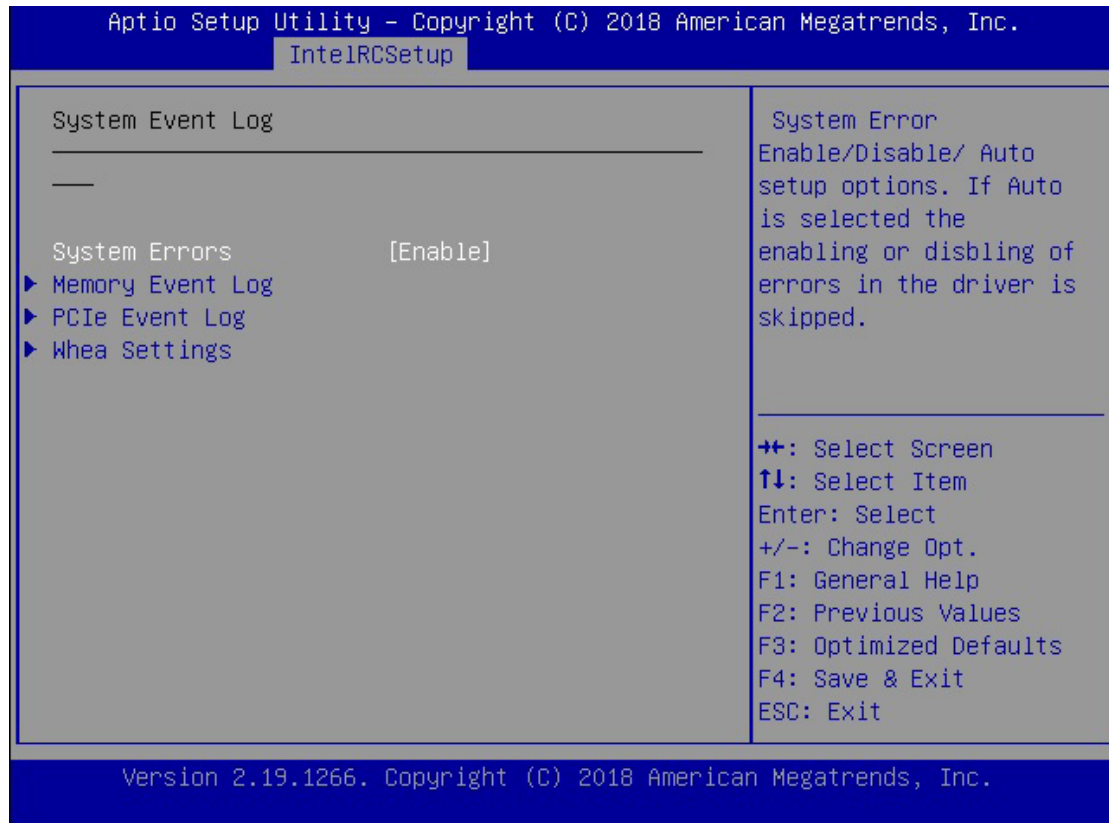 Aptio Setup Utility – Copyright (C) 2018 American Megatrends, Inc.
IntelRCSetup
System Event Log
System Errors [Enable]
Memory Event Log
PCIe Event Log
Whea Settings
System Error
Enable/Disable/ Auto
setup options. If Auto
is selected the
enabling or disbling of
errors in the driver is
skipped.
→←: Select Screen
↑↓: Select Item
Enter: Select
+/-: Change Opt.
F1: General Help
F2: Previous Values
F3: Optimized Defaults
F4: Save & Exit
ESC: Exit
Version 2.19.1266. Copyright (C) 2018 American Megatrends, Inc.